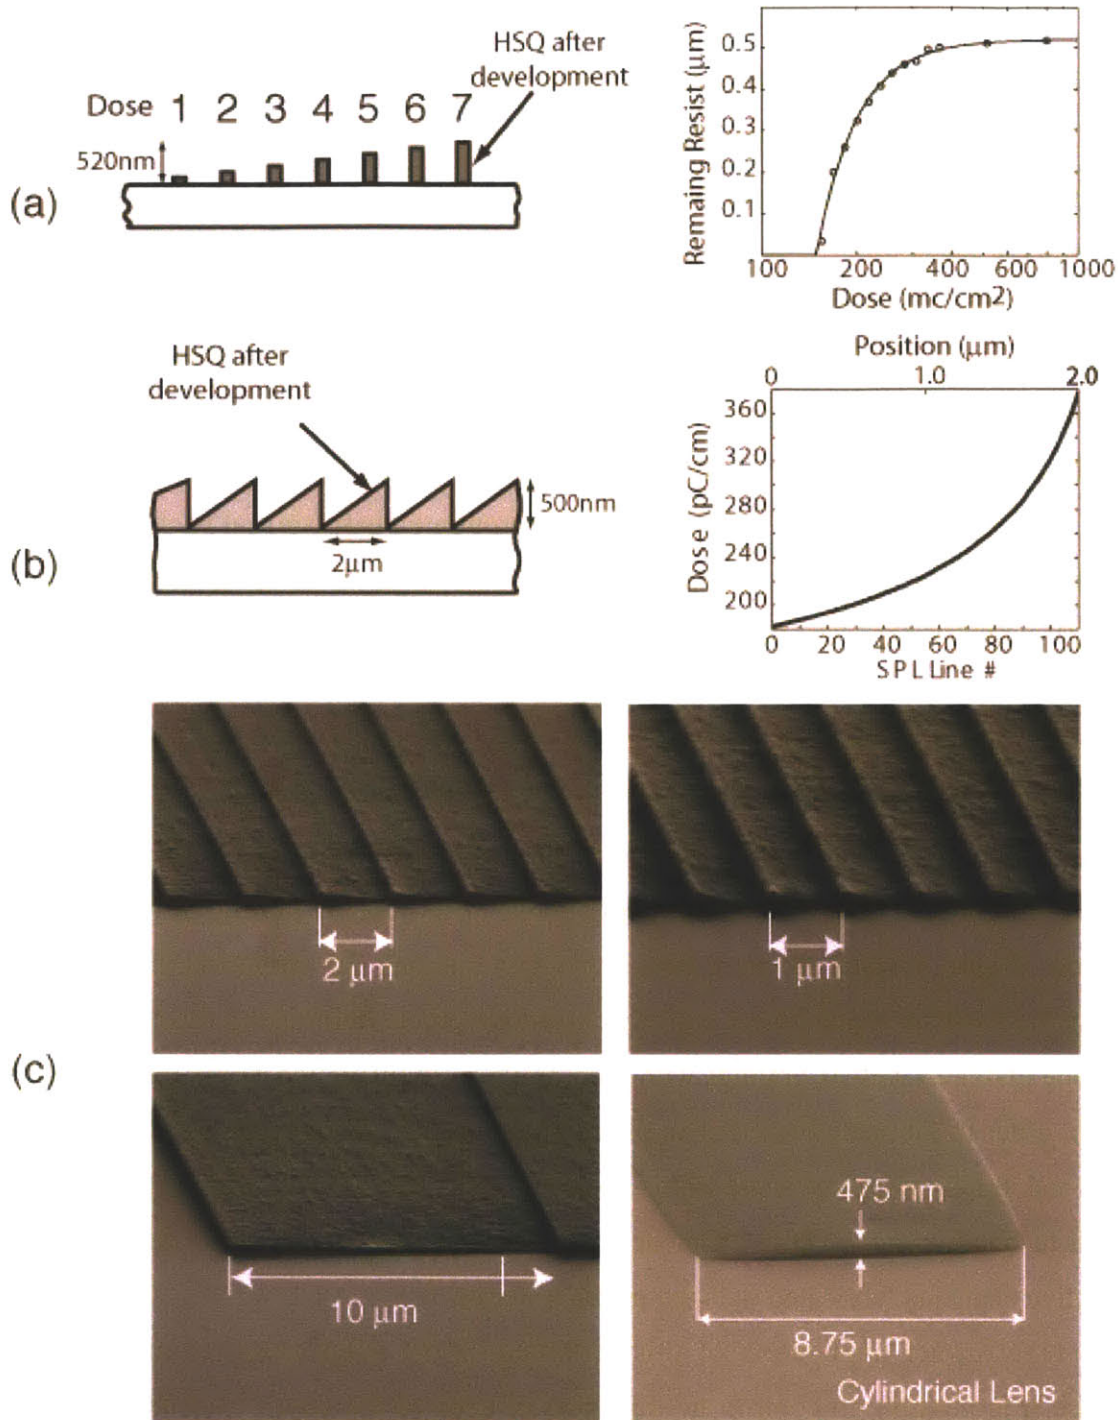 HSQ after
development
Dose 1 2 3 4 5 6 7
520nm
(a)
Remaing Resist (μm)
0.5
0.4
0.3
0.2
0.1
100 200 400 600 1000
Dose (mc/cm2)
HSQ after
development
500nm
2μm
(b)
Position (μm)
0 1.0 2.0
Dose (pC/cm)
360
320
280
240
200
0 20 40 60 80 100
SPL Line #
2 μm
1 μm
(c)
10 μm
475 nm
8.75 μm
Cylindrical Lens